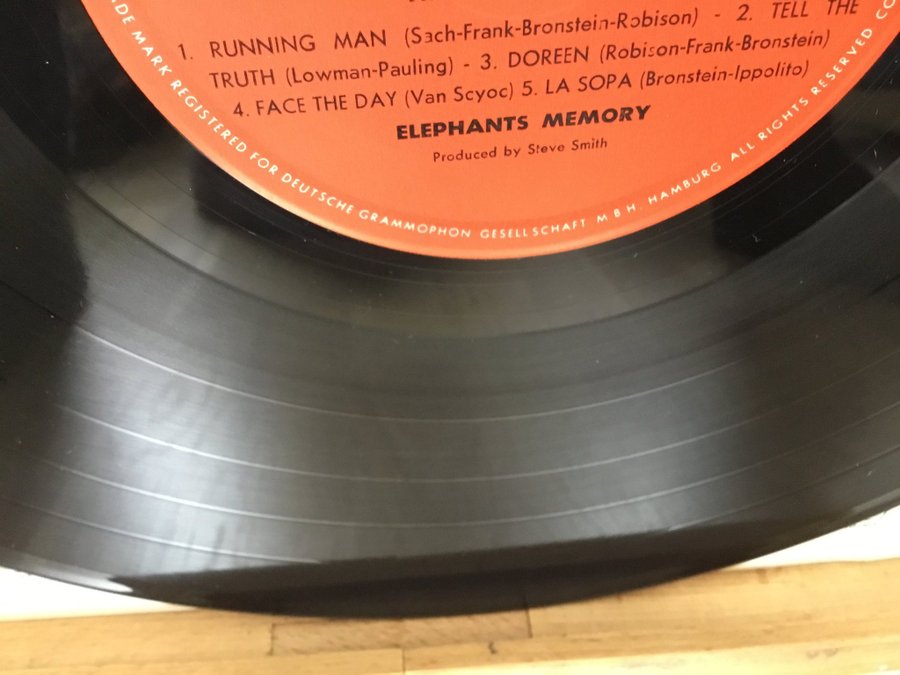 1. RUNNING MAN (Sach-Frank-Bronstein-Robison) - 2. TELL THE
TRUTH (Lowman-Pauling) - 3. DOREEN (Robison-Frank-Bronstein)
4. FACE THE DAY (Van Scyoc) 5. LA SOPA (Bronstein-Ippolito)
ELEPHANTS MEMORY
Produced by Steve Smith
MARK REGISTERED FOR DEUTSCHE GRAMMOPHON GESELLSCHAFT M B H. HAMBURG ALL RIGHTS RESERVED